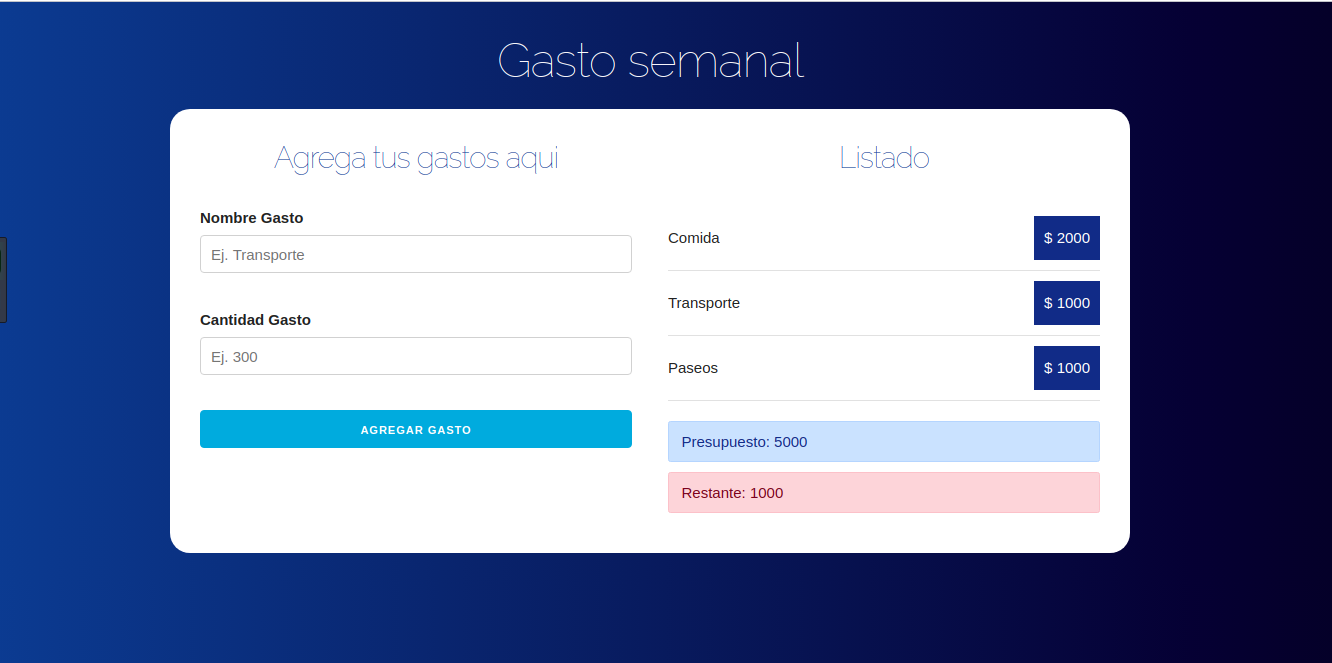 Gasto semanal
Agrega tus gastos aqui
Nombre Gasto
Ej. Transporte
Cantidad Gasto
Ej. 300
AGREGAR GASTO
Listado
Comida $ 2000
Transporte $ 1000
Paseos $ 1000
Presupuesto: 5000
Restante: 1000